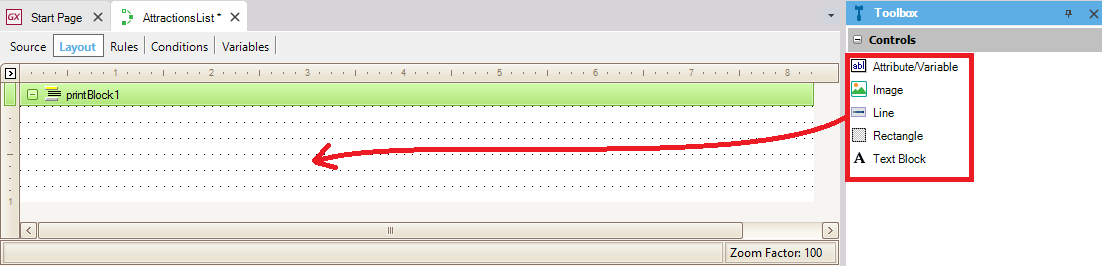 GX Start Page AttractionsList *
Toolbox
Source Layout Rules Conditions Variables
Controls
1 2 3 4 5 6 7 8
printBlock1
abl Attribute/Variable
Image
Line
Rectangle
A Text Block
1
Zoom Factor: 100